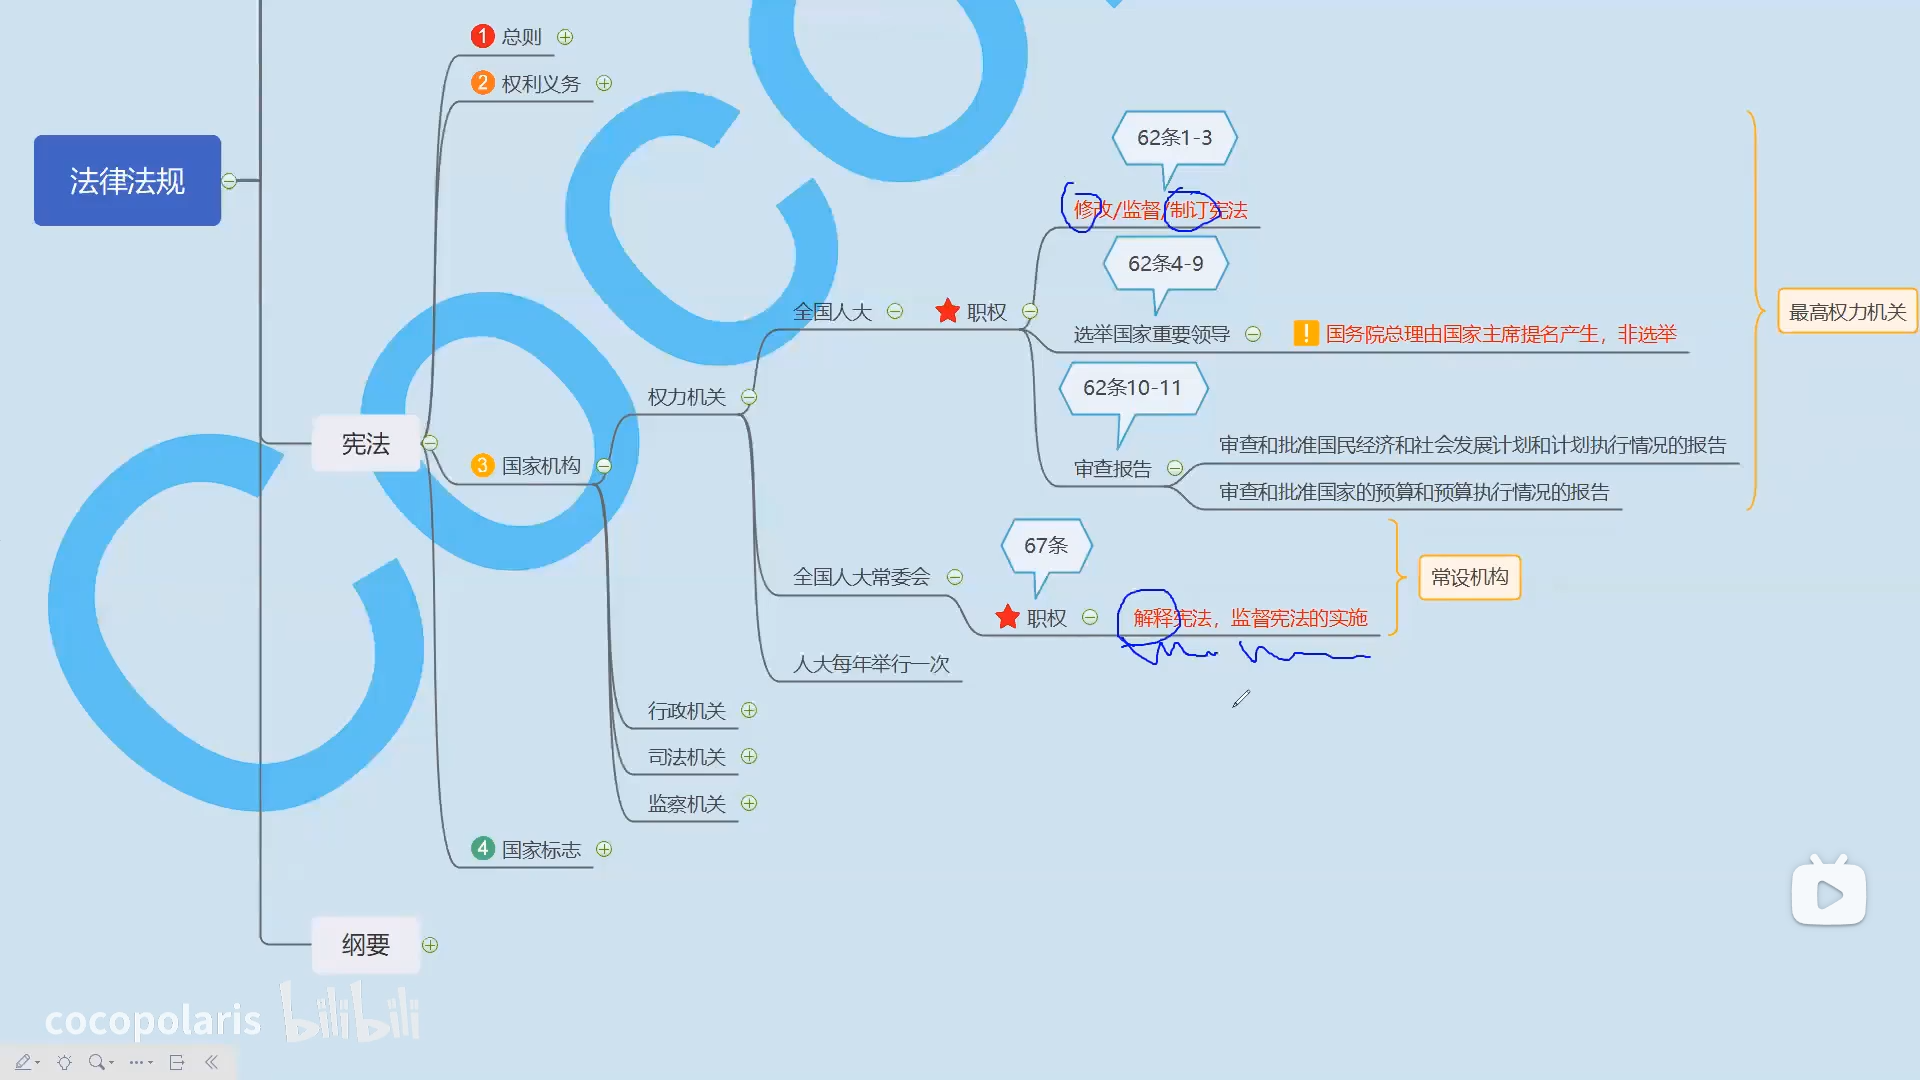 1 总则
2 权利义务
62条1-3
法律法规
修改/监督/制订宪法
62条4-9
全国人大
职权
最高权力机关
选举国家重要领导
! 国务院总理由国家主席提名产生，非选举
62条10-11
权力机关
宪法
审查和批准国民经济和社会发展计划和计划执行情况的报告
3 国家机构
审查报告
审查和批准国家的预算和预算执行情况的报告
67条
全国人大常委会
常设机构
职权
解释宪法，监督宪法的实施
人大每年举行一次
行政机关
司法机关
监察机关
4 国家标志
纲要
cocopolaris bilibili
COCO